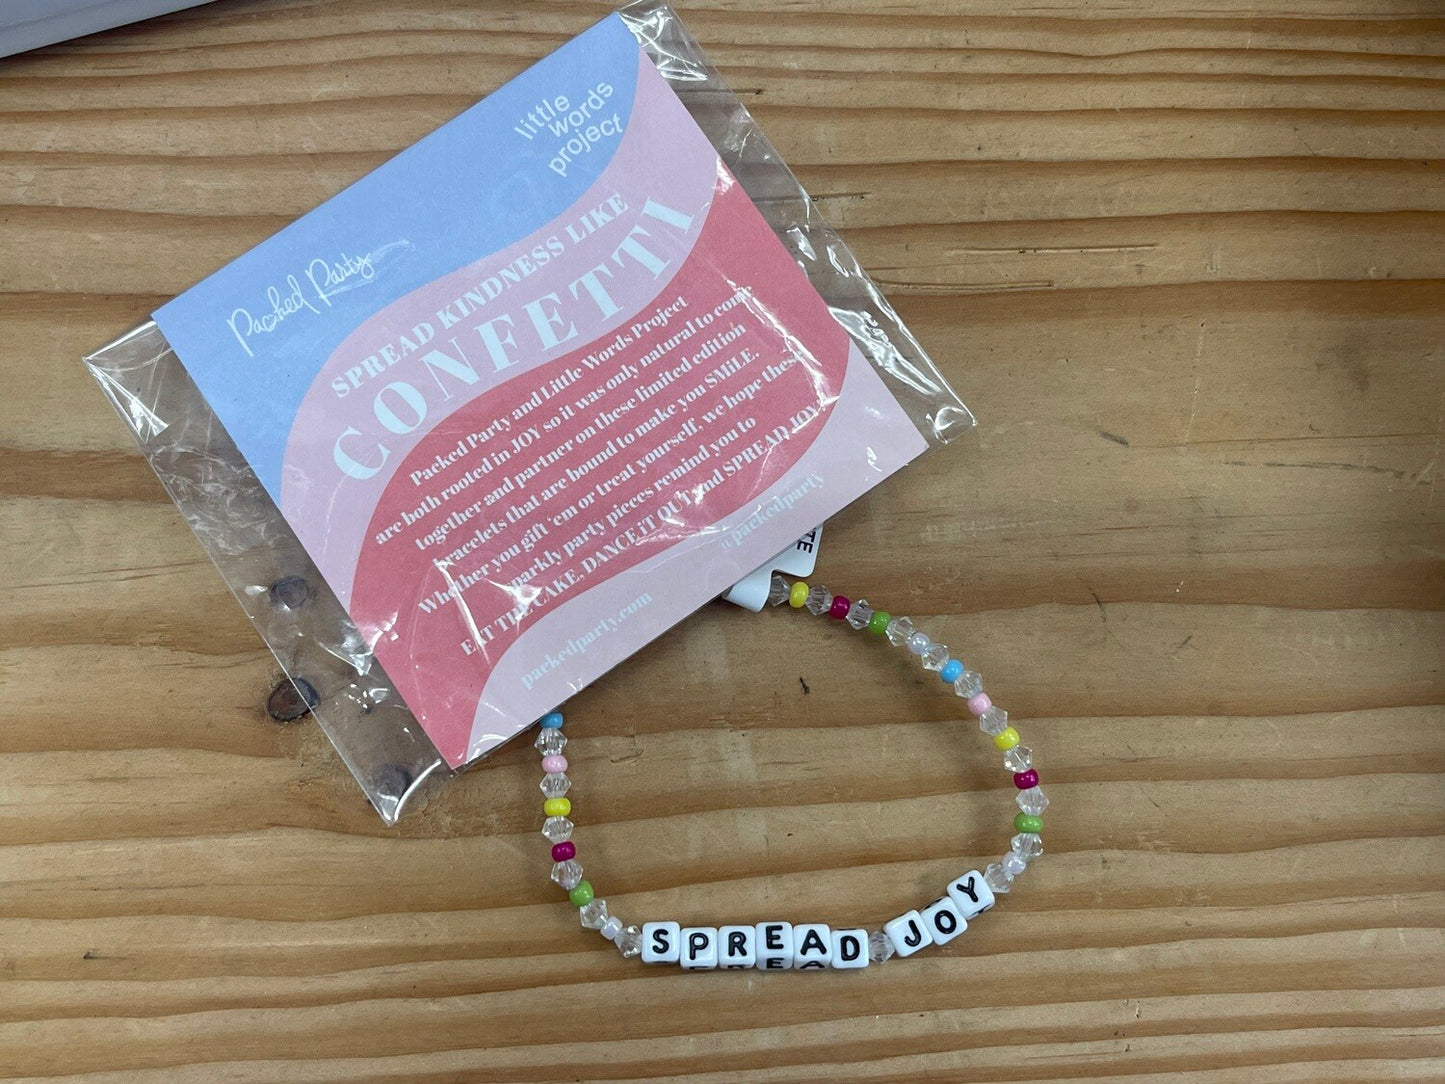 little
words
project
Packed Party
SPREAD KINDNESS LIKE
CONFETTI
Packed Party and Little Words Project
are both rooted in JOY so it was only natural to come
together and partner on these limited edition
bracelets that are bound to make you SMiLE.
Whether you gift 'em or treat yourself, we hope these
sparkly party pieces remind you to
EAT THE CAKE, DANCE iT OUT and SPREAD JOY
packedparty.com
@packedparty
SPREAD JOY